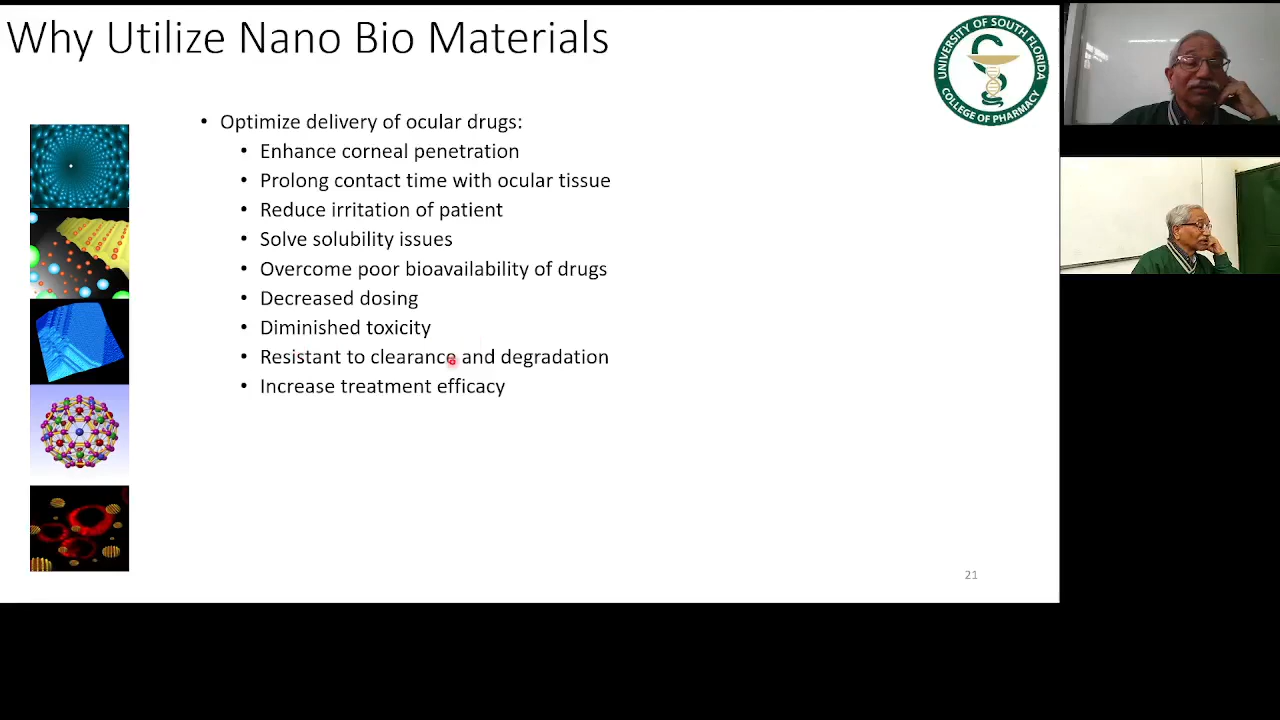 Why Utilize Nano Bio Materials
UNIVERSITY OF SOUTH FLORIDA
COLLEGE OF PHARMACY
• Optimize delivery of ocular drugs:
• Enhance corneal penetration
• Prolong contact time with ocular tissue
• Reduce irritation of patient
• Solve solubility issues
• Overcome poor bioavailability of drugs
• Decreased dosing
• Diminished toxicity
• Resistant to clearance and degradation
• Increase treatment efficacy
21